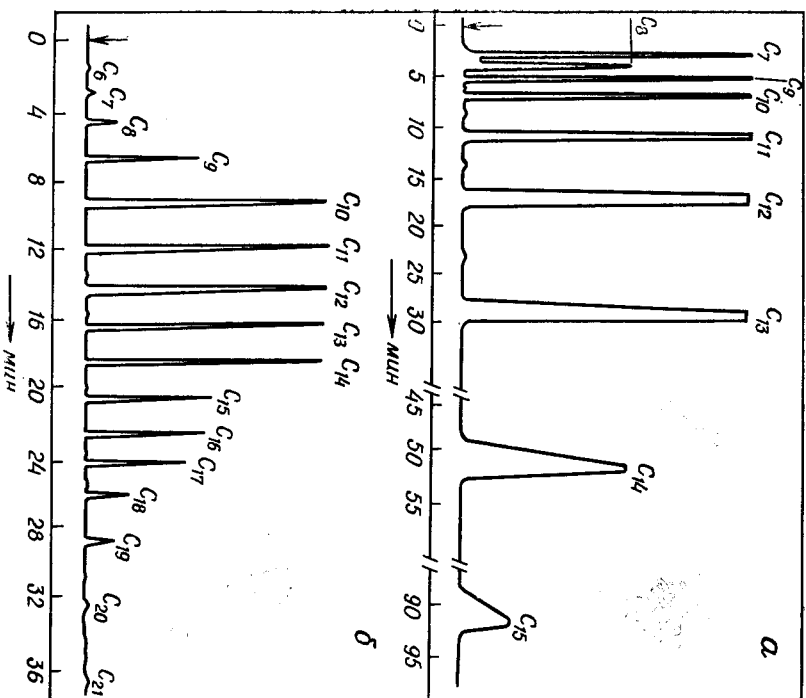 а
C₇
C₈
C₉
C₁₀
C₁₁
C₁₂
C₁₃
C₁₄
C₁₅
0 5 10 15 20 25 30 45 50 55 90 95
мин
б
C₆
C₇
C₈
C₉
C₁₀
C₁₁
C₁₂
C₁₃
C₁₄
C₁₅
C₁₆
C₁₇
C₁₈
C₁₉
C₂₀
C₂₁
0 4 8 12 16 20 24 28 32 36
мин